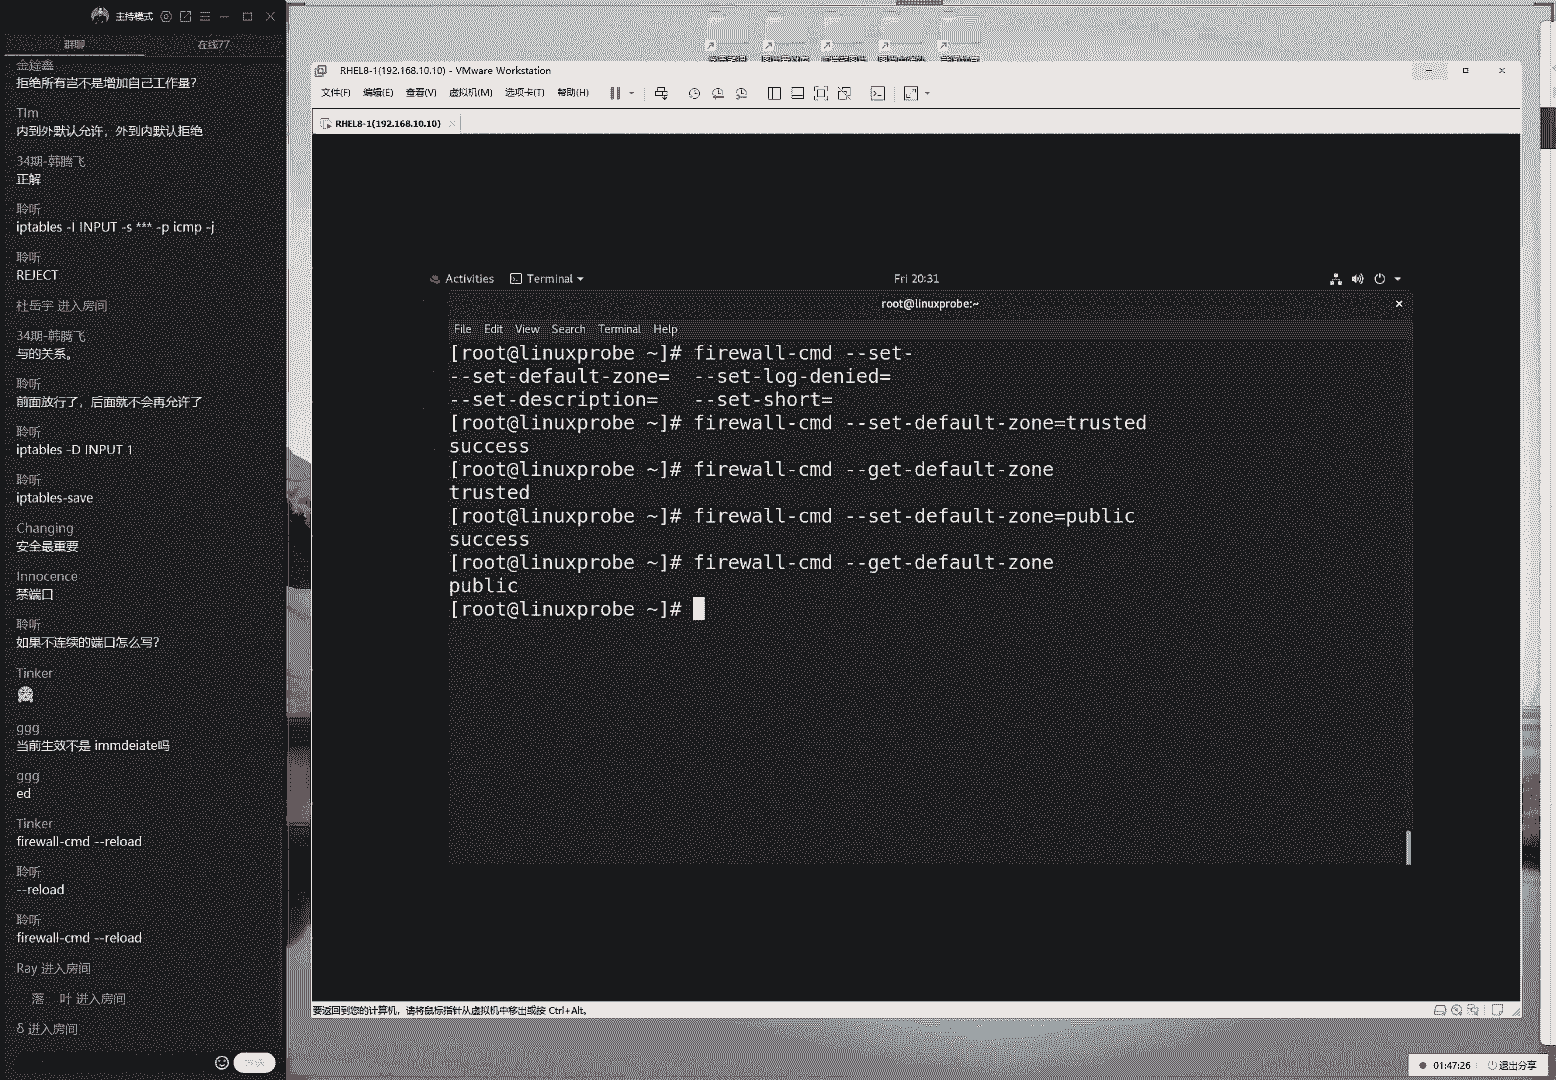 主持模式
群聊
在线77
金鎣鑫
拒绝所有岂不是增加自己工作量?
Tlm
内到外默认允许，外到内默认拒绝
34期-韩腾飞
正解
聆听
iptables -I INPUT -s *** -p icmp -j
聆听
REJECT
杜岳宇 进入房间
34期-韩腾飞
与的关系。
聆听
前面放行了，后面就不会再允许了
聆听
iptables -D INPUT 1
聆听
iptables-save
Changing
安全最重要
Innocence
禁端口
聆听
如果不连续的端口怎么写?
Tinker
ggg
当前生效不是 immdeiate吗
ggg
ed
Tinker
firewall-cmd --reload
聆听
--reload
聆听
firewall-cmd --reload
Ray 进入房间
落 叶 进入房间
δ 进入房间
RHEL8-1(192.168.10.10) - VMware Workstation
文件(F) 编辑(E) 查看(V) 虚拟机(M) 选项卡(T) 帮助(H)
RHEL8-1(192.168.10.10)
Activities Terminal Fri 20:31
root@linuxprobe:~
File Edit View Search Terminal Help
[root@linuxprobe ~]# firewall-cmd --set-
--set-default-zone= --set-log-denied=
--set-description= --set-short=
[root@linuxprobe ~]# firewall-cmd --set-default-zone=trusted
success
[root@linuxprobe ~]# firewall-cmd --get-default-zone
trusted
[root@linuxprobe ~]# firewall-cmd --set-default-zone=public
success
[root@linuxprobe ~]# firewall-cmd --get-default-zone
public
[root@linuxprobe ~]#
要返回到您的计算机，请将鼠标指针从虚拟机中移出或按 Ctrl+Alt。
01:47:26
退出分享